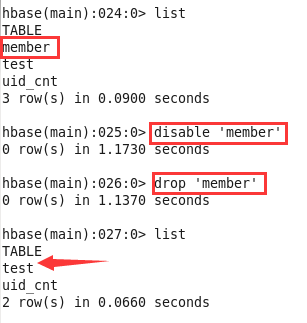 hbase(main):024:0> list
TABLE
member
test
uid_cnt
3 row(s) in 0.0900 seconds
hbase(main):025:0> disable 'member'
0 row(s) in 1.1730 seconds
hbase(main):026:0> drop 'member'
0 row(s) in 1.1370 seconds
hbase(main):027:0> list
TABLE
test
uid_cnt
2 row(s) in 0.0660 seconds